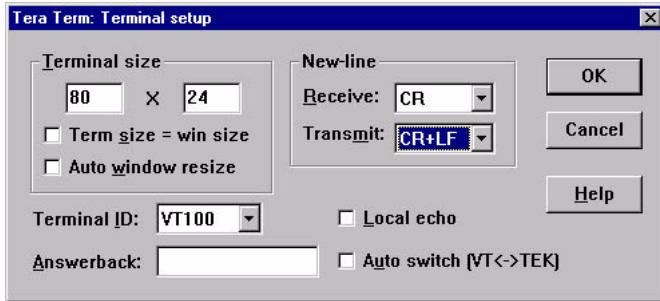 Tera Term: Terminal setup
Terminal size
80 X 24
Term size = win size
Auto window resize
New-line
Receive: CR
Transmit: CR+LF
OK
Cancel
Help
Terminal ID: VT100
Local echo
Answerback:
Auto switch (VT<->TEK)